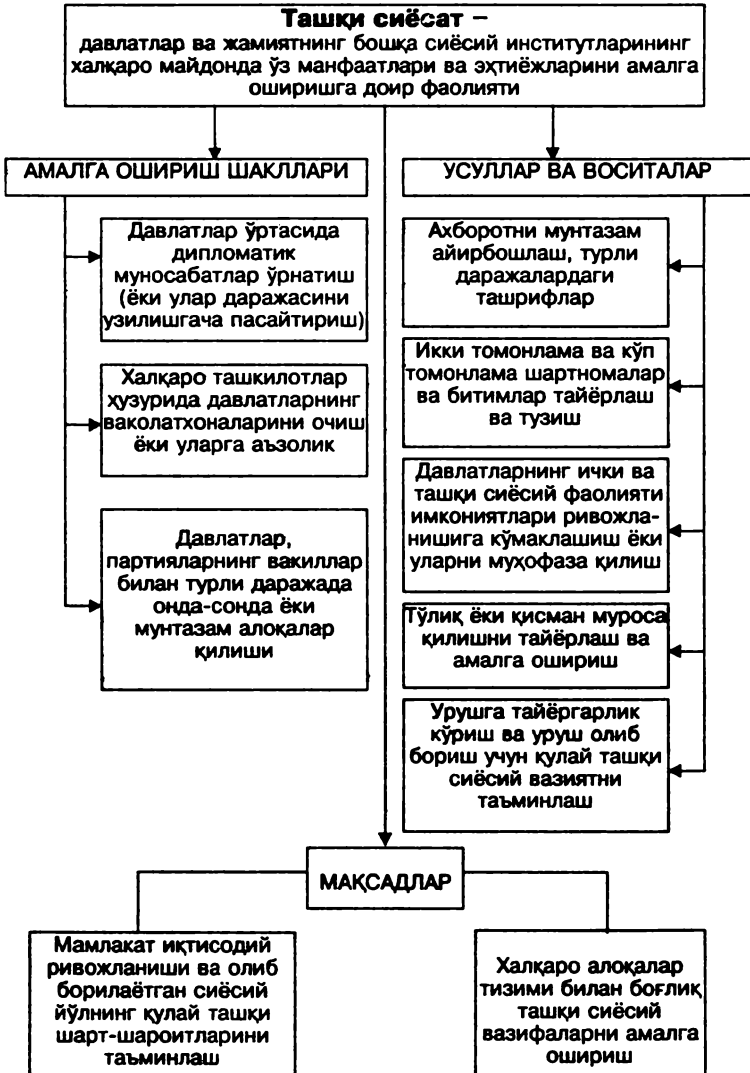 Ташқи сиёсат –
давлатлар ва жамиятнинг бошқа сиёсий институтларининг
халқаро майдонда ўз манфаатлари ва эҳтиёжларини амалга
оширишга доир фаолияти
АМАЛГА ОШИРИШ ШАКЛЛАРИ
Давлатлар ўртасида
дипломатик
муносабатлар ўрнатиш
(ёки улар даражасини
узилишгача пасайтириш)
Халқаро ташкилотлар
ҳузурида давлатларнинг
ваколатхоналарини очиш
ёки уларга аъзолик
Давлатлар,
партияларнинг вакиллар
билан турли даражада
онда-сонда ёки
мунтазам алоқалар
қилиши
УСУЛЛАР ВА ВОСИТАЛАР
Ахборотни мунтазам
айирбошлаш, турли
даражалардаги
ташрифлар
Икки томонлама ва кўп
томонлама шартномалар
ва битимлар тайёрлаш
ва тузиш
Давлатларнинг ички ва
ташқи сиёсий фаолияти
имкониятлари ривожла-
нишига кўмаклашиш ёки
уларни муҳофаза қилиш
Тўлиқ ёки қисман муроса
қилишни тайёрлаш ва
амалга ошириш
Урушга тайёргарлик
кўриш ва уруш олиб
бориш учун қулай ташқи
сиёсий вазиятни
таъминлаш
МАҚСАДЛАР
Мамлакат иқтисодий
ривожланиши ва олиб
борилаётган сиёсий
йўлнинг қулай ташқи
шарт-шароитларини
таъминлаш
Халқаро алоқалар
тизими билан боғлиқ
ташқи сиёсий
вазифаларни амалга
ошириш